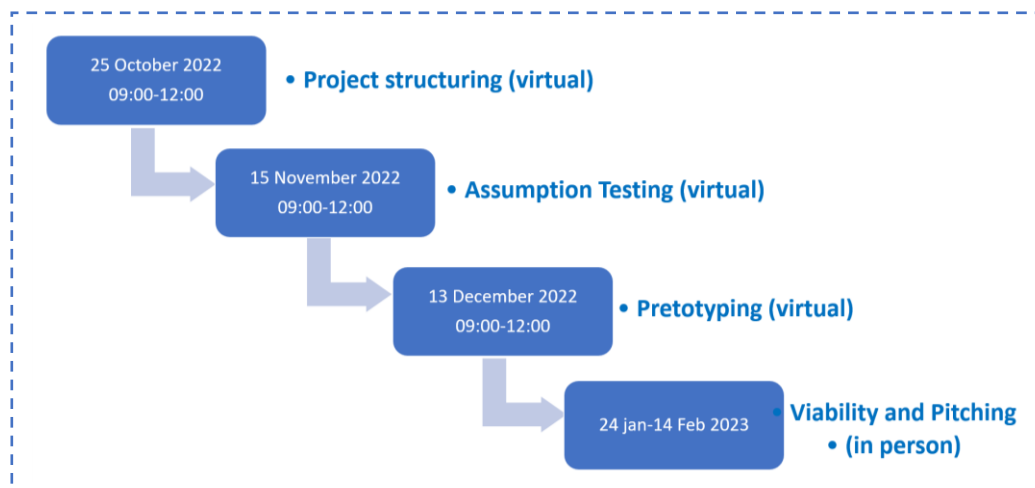 25 October 2022
09:00-12:00
• Project structuring (virtual)
15 November 2022
09:00-12:00
• Assumption Testing (virtual)
13 December 2022
09:00-12:00
• Pretotyping (virtual)
24 jan-14 Feb 2023
• Viability and Pitching
• (in person)